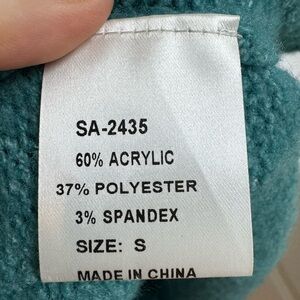 SA-2435
60% ACRYLIC
37% POLYESTER
3% SPANDEX
SIZE: S
MADE IN CHINA